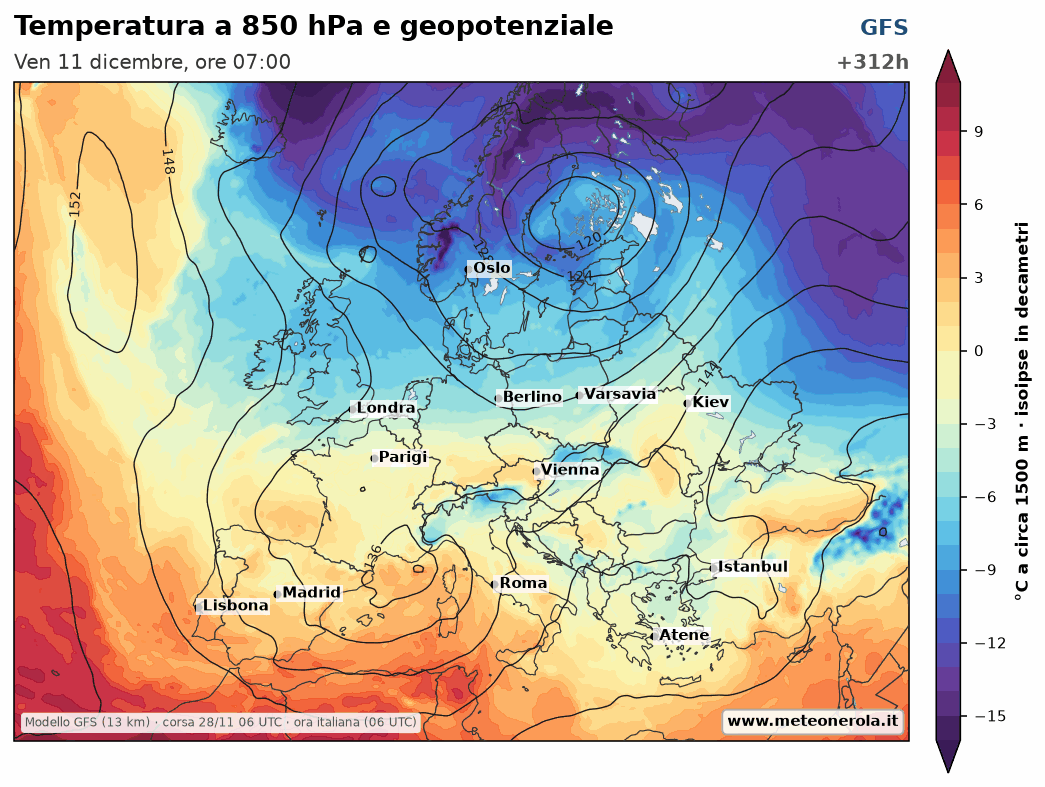 Temperatura a 850 hPa e geopotenziale
GFS
Ven 11 dicembre, ore 07:00
+312h
148
152
120
124
Oslo
144
Londra
Berlino
Varsavia
Kiev
Parigi
Vienna
136
Lisbona
Madrid
Roma
Istanbul
Atene
Modello GFS (13 km) · corsa 28/11 06 UTC · ora italiana (06 UTC)
www.meteonerola.it
9
6
3
0
−3
−6
−9
−12
−15
°C a circa 1500 m · isoipse in decametri